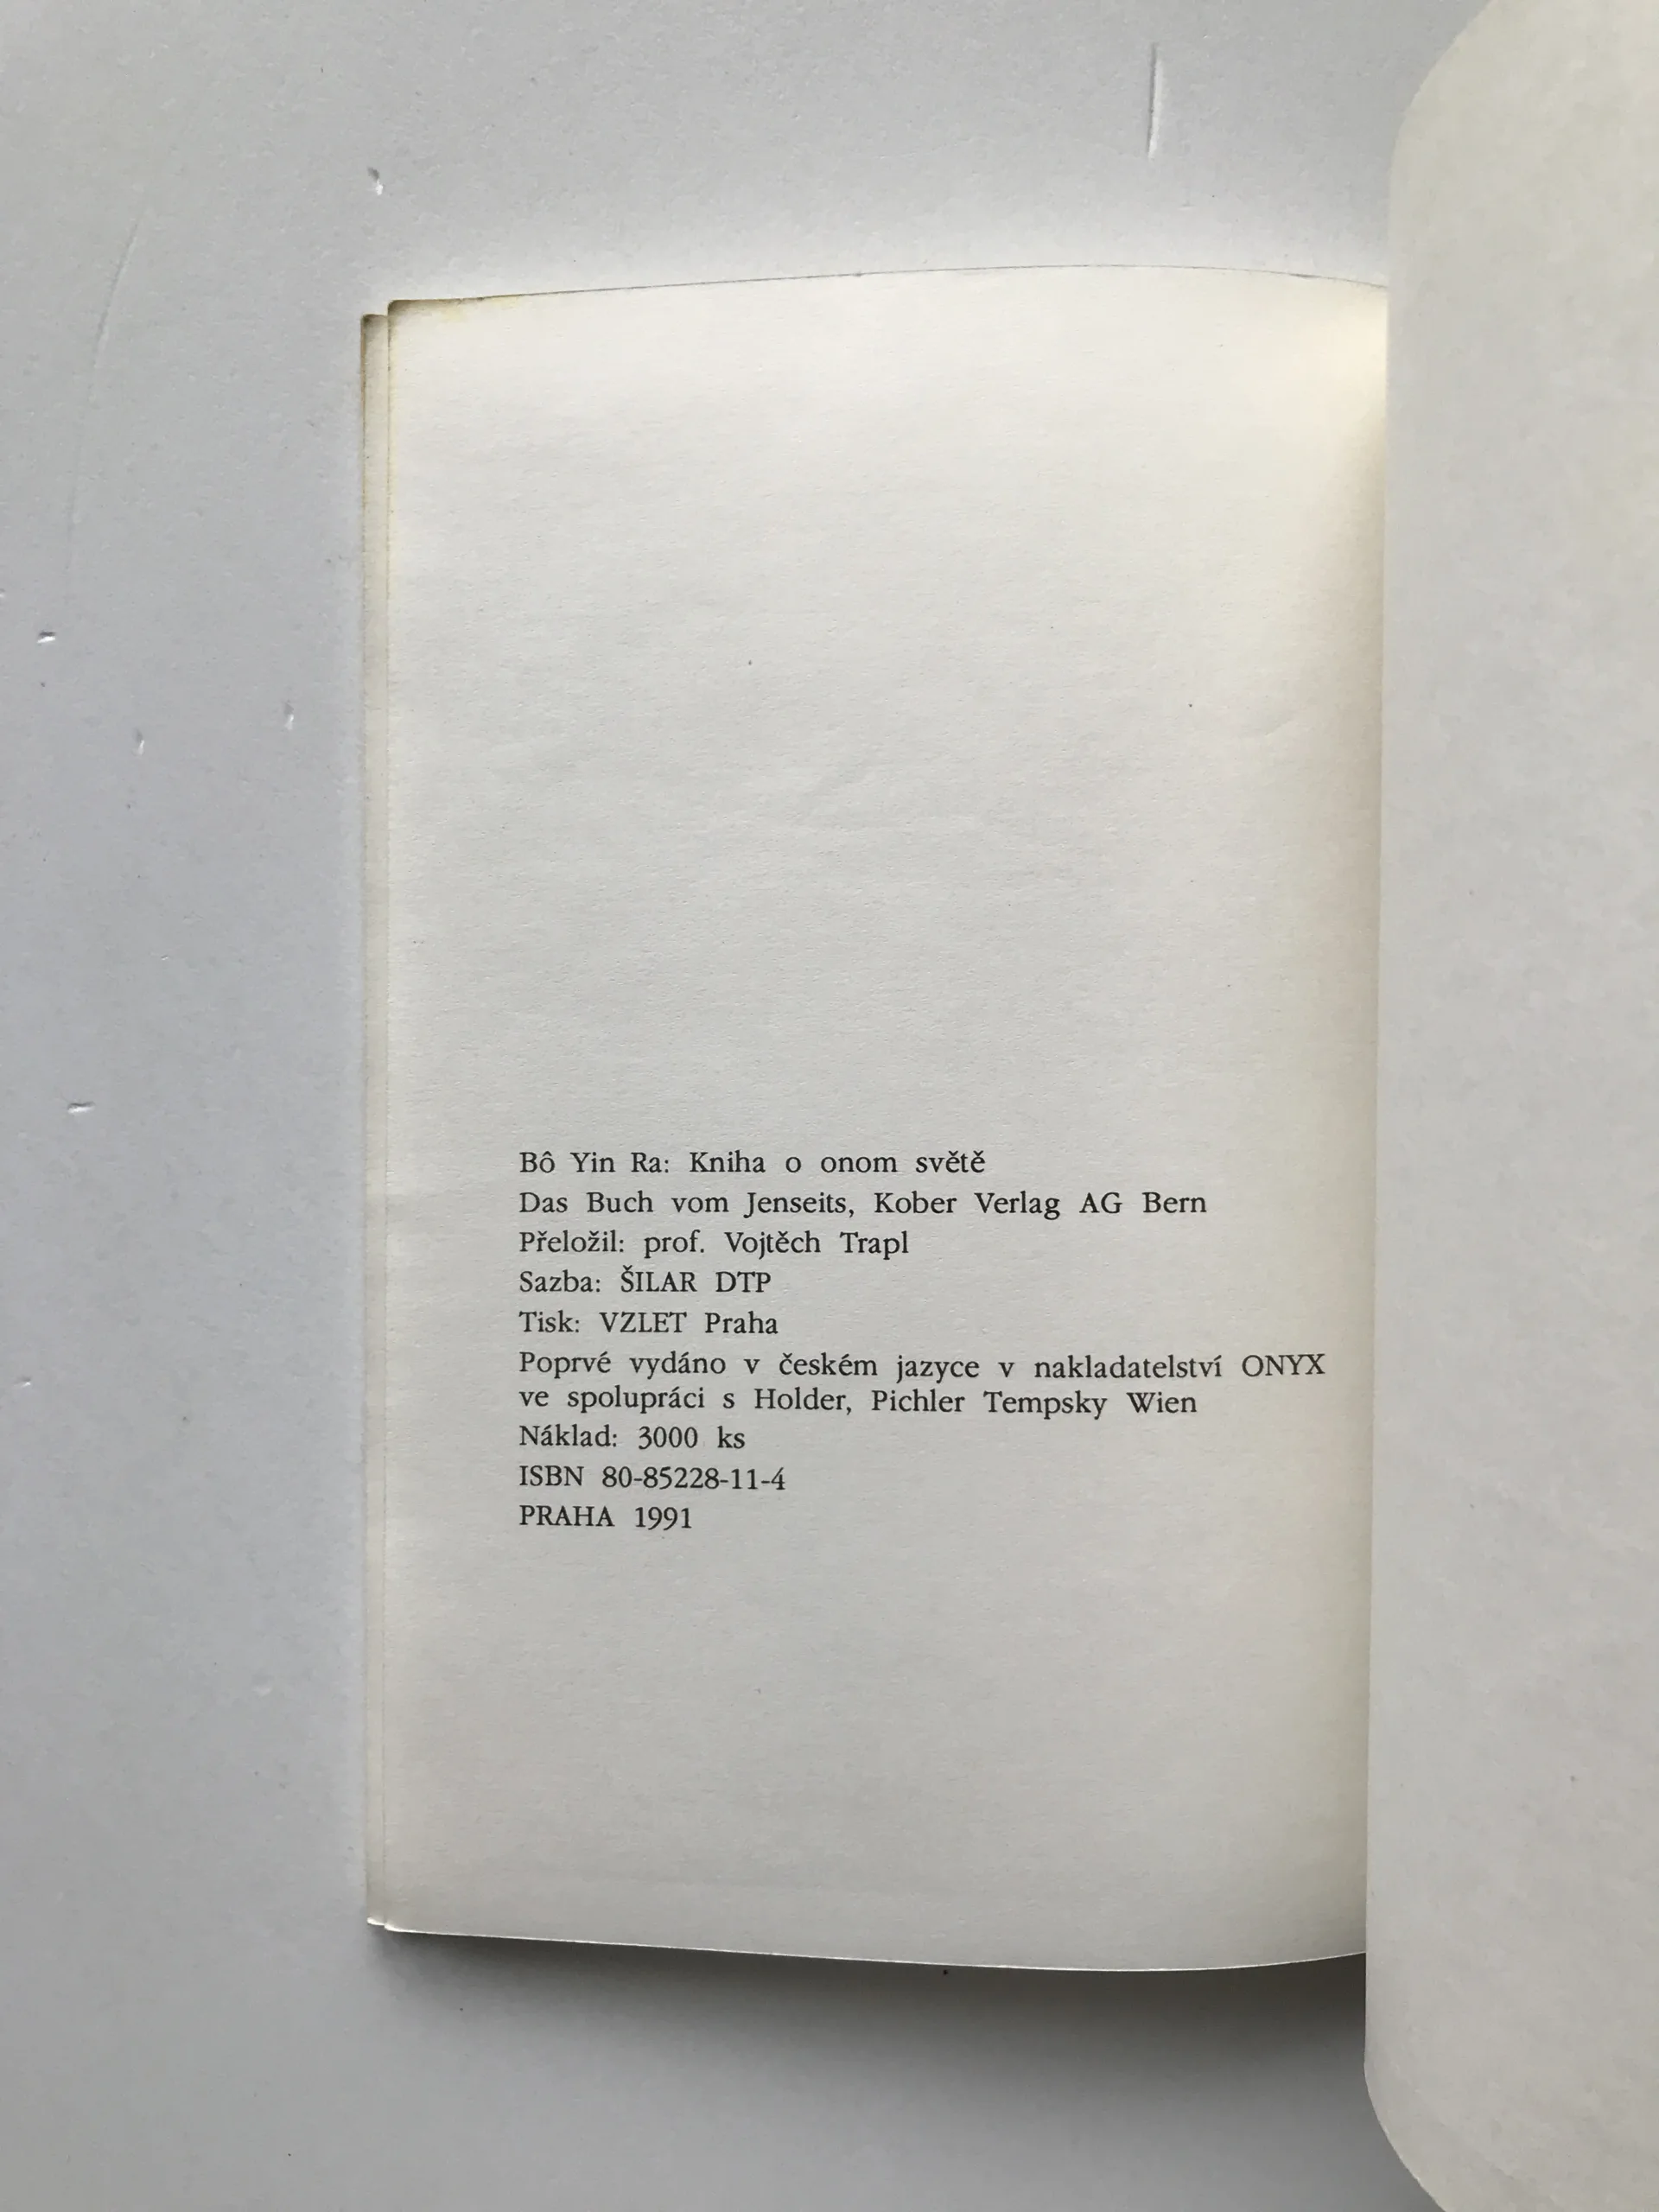 Bô Yin Ra: Kniha o onom světě
Das Buch vom Jenseits, Kober Verlag AG Bern
Přeložil: prof. Vojtěch Trapl
Sazba: ŠILAR DTP
Tisk: VZLET Praha
Poprvé vydáno v českém jazyce v nakladatelství ONYX
ve spolupráci s Holder, Pichler Tempsky Wien
Náklad: 3000 ks
ISBN 80-85228-11-4
PRAHA 1991